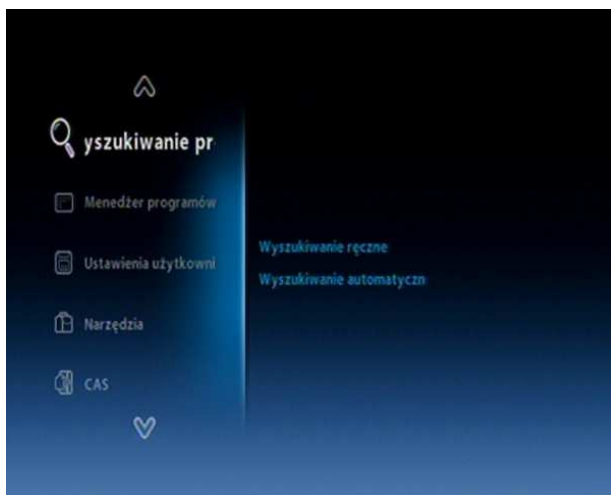 yszukiwanie pr
Menedżer programów
Ustawienia użytkowni
Narzędzia
CAS
Wyszukiwanie ręczne
Wyszukiwanie automatyczn